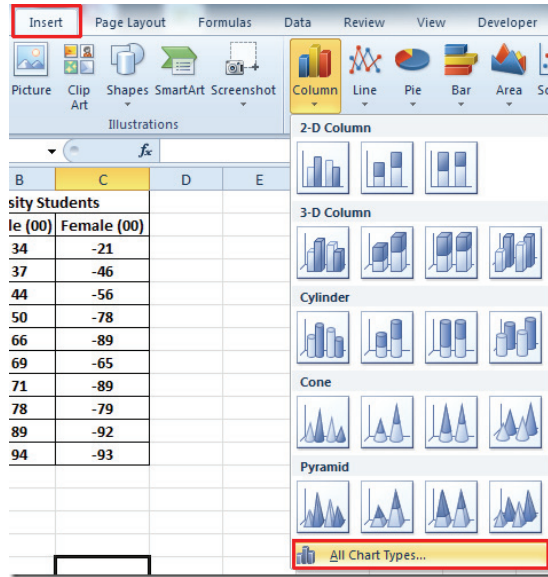 Insert Page Layout Formulas Data Review View Developer
Picture Clip Art Shapes SmartArt Screenshot Column Line Pie Bar Area
Illustrations
fx
2-D Column
3-D Column
Cylinder
Cone
Pyramid
All Chart Types...
B C D E
sity Students
le (00) Female (00)
34 -21
37 -46
44 -56
50 -78
66 -89
69 -65
71 -89
78 -79
89 -92
94 -93